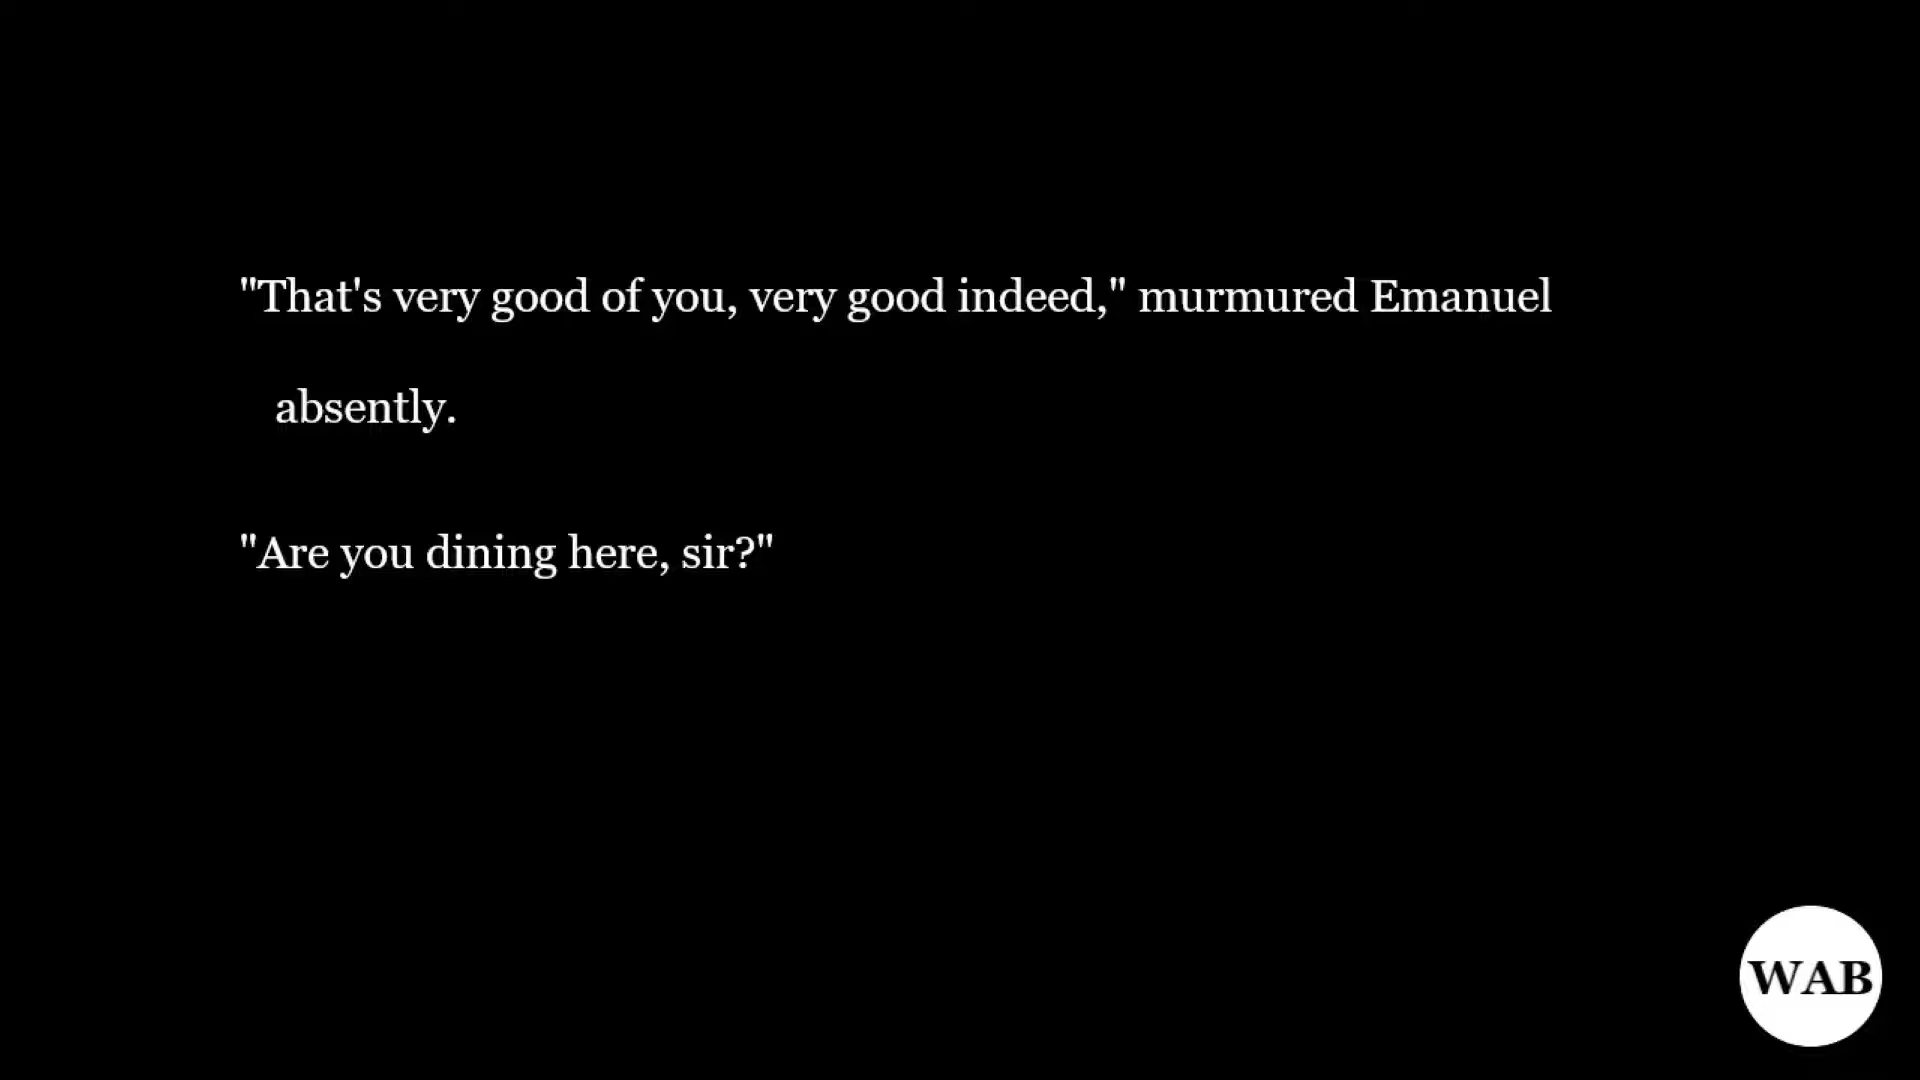 "That's very good of you, very good indeed," murmured Emanuel
absently.
"Are you dining here, sir?"
WAB